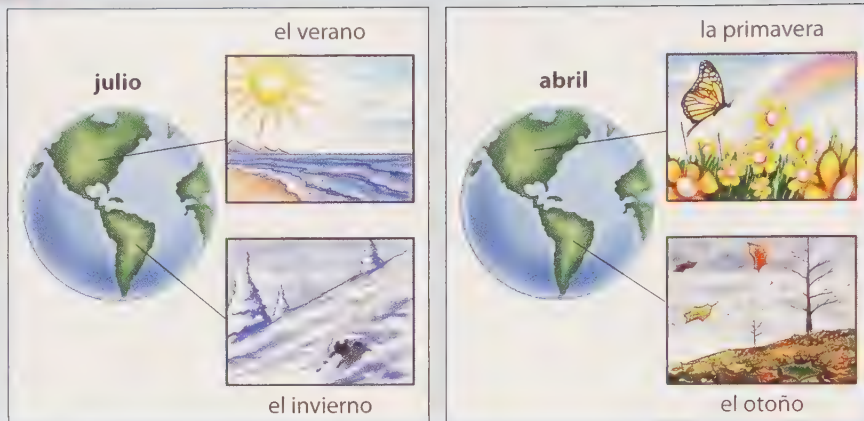 el verano
julio
el invierno
la primavera
abril
el otoño